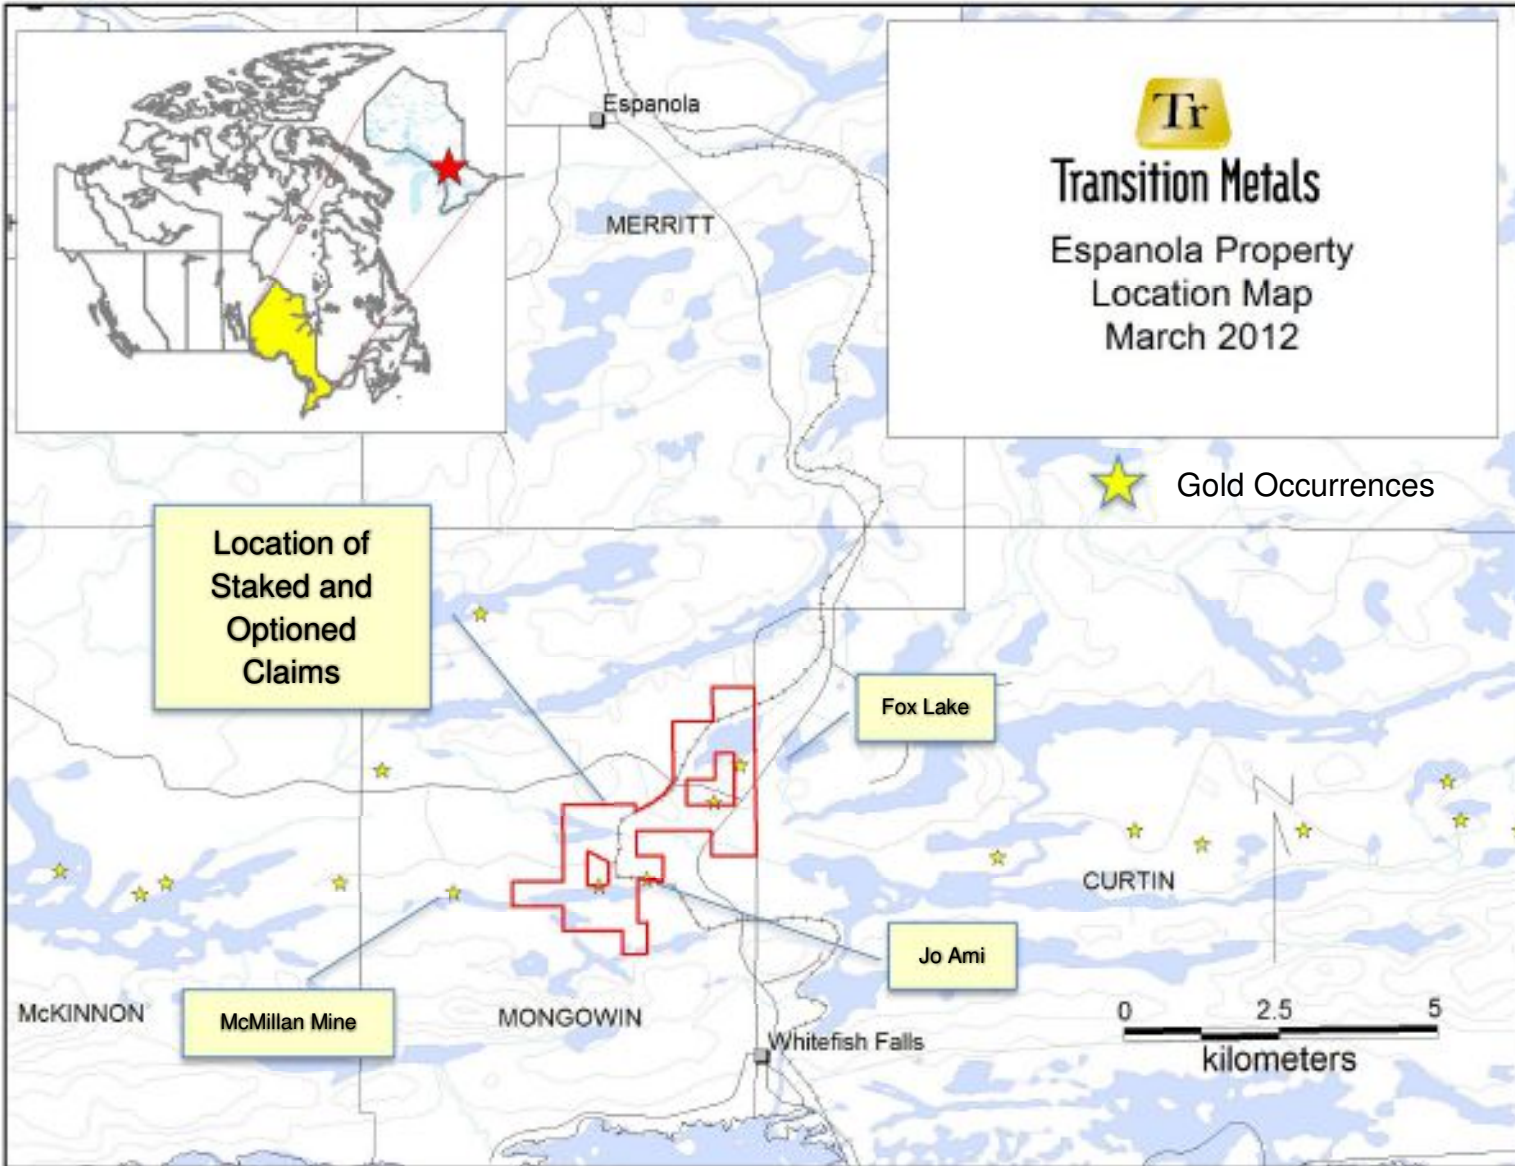 Espanola
MERRITT
Tr
Transition Metals
Espanola Property
Location Map
March 2012
Gold Occurrences
Location of
Staked and
Optioned
Claims
Fox Lake
CURTIN
Jo Ami
McMillan Mine
McKINNON
MONGOWIN
Whitefish Falls
N
0 2.5 5
kilometers